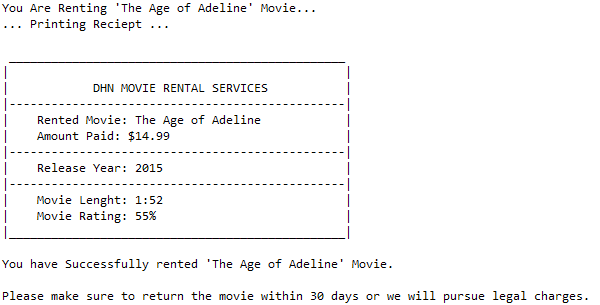 You Are Renting 'The Age of Adeline' Movie...
... Printing Reciept ...
DHN MOVIE RENTAL SERVICES
Rented Movie: The Age of Adeline
Amount Paid: $14.99
Release Year: 2015
Movie Lenght: 1:52
Movie Rating: 55%
You have Successfully rented 'The Age of Adeline' Movie.
Please make sure to return the movie within 30 days or we will pursue legal charges.